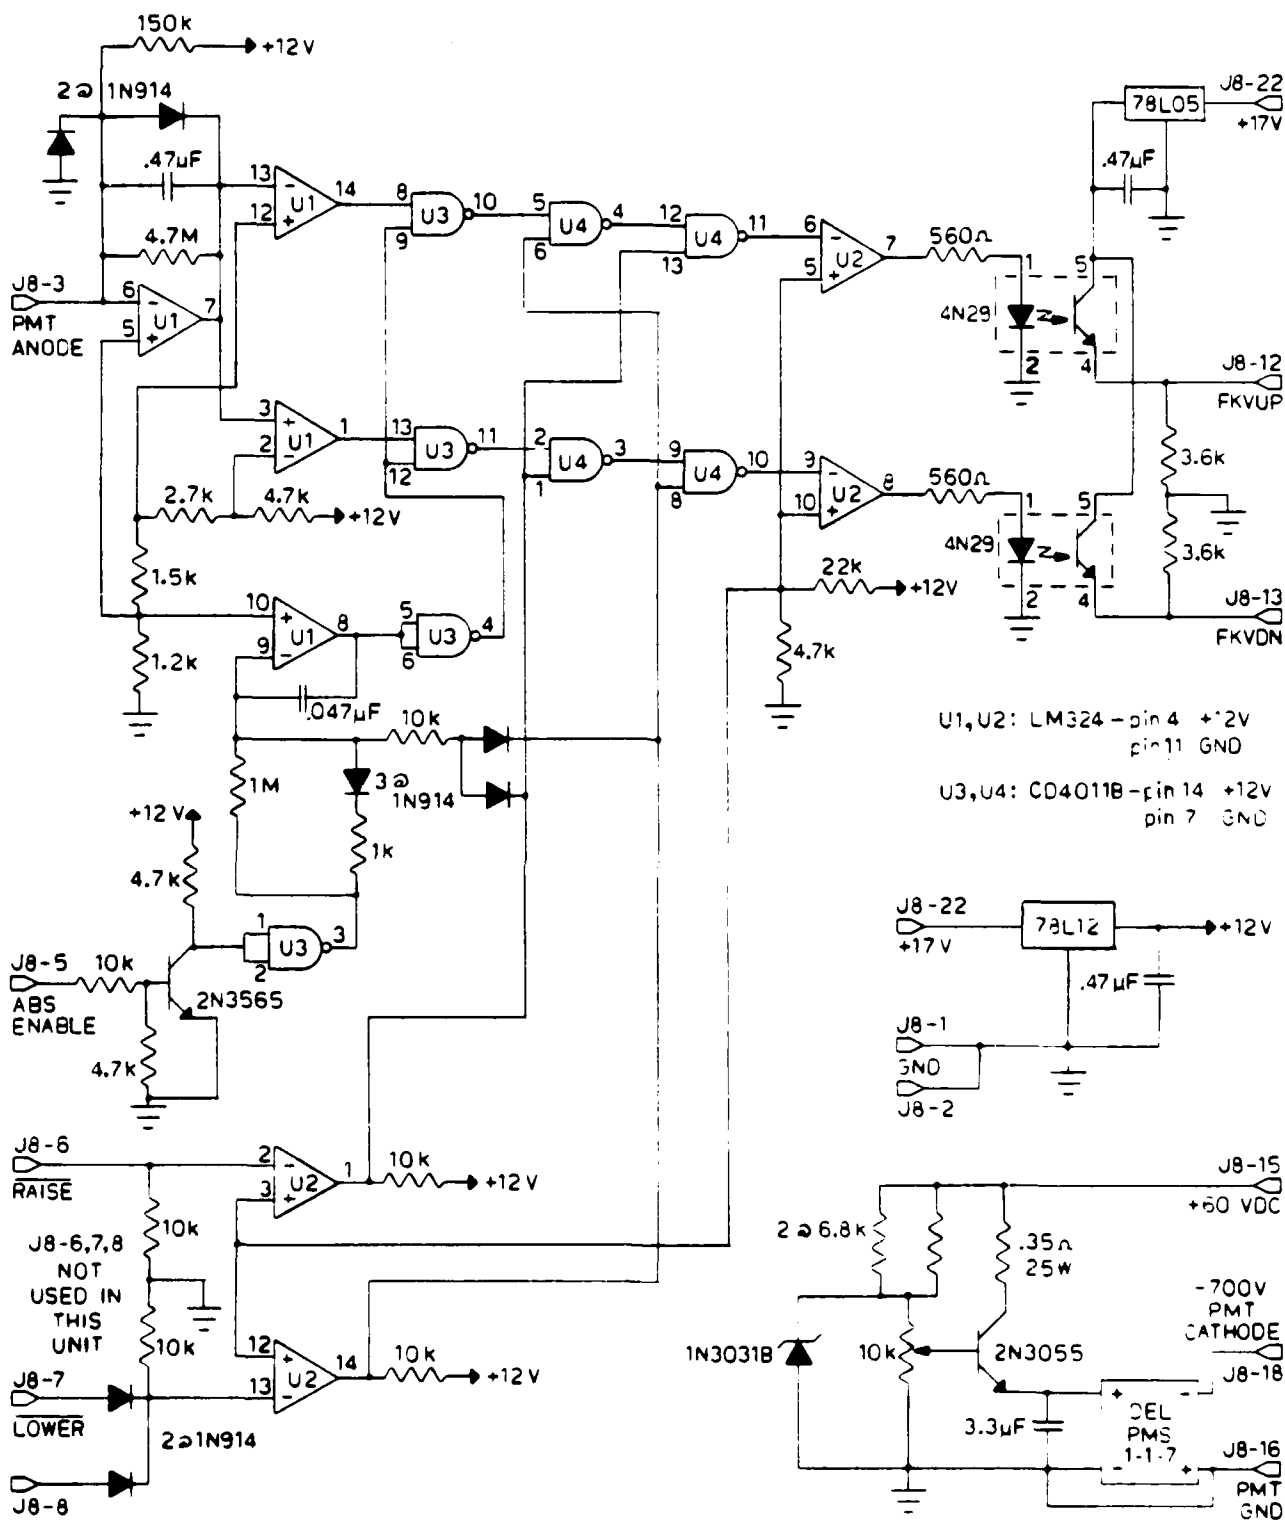 150k
+12V
2@ 1N914
.47µF
4.7M
J8-3
PMT
ANODE
6
-
7
U1
5
+
13
-
14
U1
12
+
8
10
U3
9
5
4
U4
6
12
11
U4
13
6
-
7
U2
5
+
560Ω
1
5
4N29
2
4
78L05
J8-22
+17V
.47µF
J8-12
FKVUP
3.6k
3.6k
J8-13
FKVDN
3
+
1
U1
2
-
13
11
U3
12
2
3
U4
1
9
10
U4
8
9
-
8
U2
10
+
560Ω
1
5
4N29
2
4
2.7k
4.7k
+12V
1.5k
1.2k
22k
+12V
4.7k
10
+
8
U1
9
-
5
4
U3
6
.047µF
10k
1M
3@
1N914
1k
+12V
4.7k
1
3
U3
2
J8-5
10k
ABS
ENABLE
2N3565
4.7k
U1,U2: LM324-pin 4 +12V
pin 11 GND
U3,U4: CD4011B-pin 14 +12V
pin 7 GND
J8-22
+17V
78L12
+12V
.47µF
J8-1
GND
J8-2
J8-6
RAISE
2
-
1
U2
3
+
10k
+12V
10k
J8-6,7,8
NOT
USED IN
THIS
UNIT
10k
12
+
14
U2
13
-
10k
+12V
J8-7
LOWER
2@1N914
J8-8
J8-15
+60 VDC
2@6.8k
.35Ω
25W
1N3031B
10k
2N3055
3.3µF
-700V
PMT
CATHODE
J8-18
+ -
DEL
PMS
1-1-7
- +
J8-16
PMT
GND